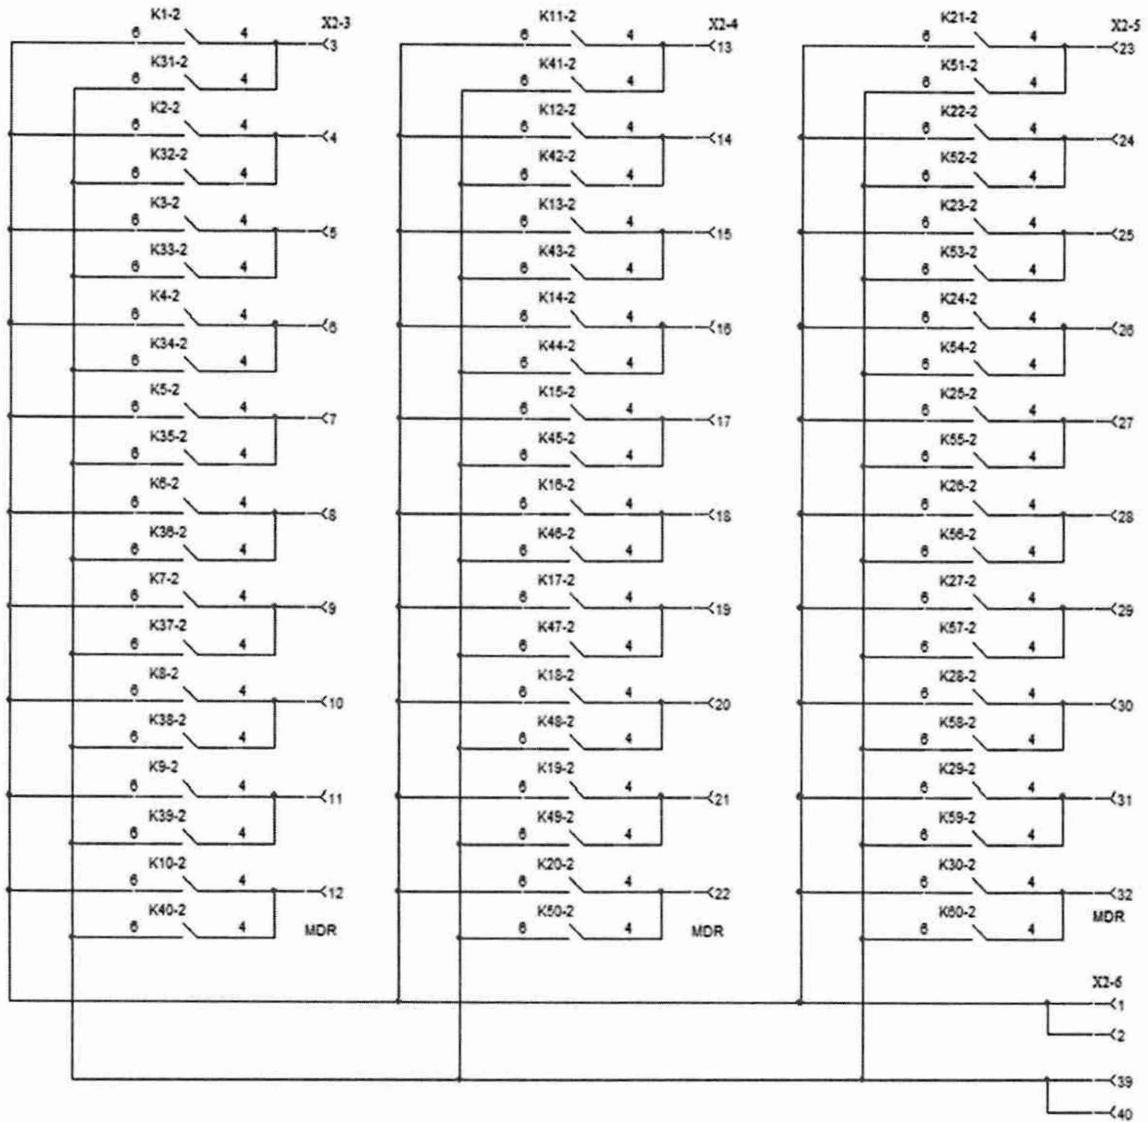 K1-2 X2-3 K11-2 X2-4 K21-2 X2-5
6 4 3 6 4 13 6 4 23
K31-2 K41-2 K51-2
6 4 6 4 6 4
K2-2 K12-2 K22-2
6 4 4 6 4 14 6 4 24
K32-2 K42-2 K52-2
6 4 6 4 6 4
K3-2 K13-2 K23-2
6 4 5 6 4 15 6 4 25
K33-2 K43-2 K53-2
6 4 6 4 6 4
K4-2 K14-2 K24-2
6 4 6 6 4 16 6 4 26
K34-2 K44-2 K54-2
6 4 6 4 6 4
K5-2 K15-2 K25-2
6 4 7 6 4 17 6 4 27
K35-2 K45-2 K55-2
6 4 6 4 6 4
K6-2 K16-2 K26-2
6 4 8 6 4 18 6 4 28
K36-2 K46-2 K56-2
6 4 6 4 6 4
K7-2 K17-2 K27-2
6 4 9 6 4 19 6 4 29
K37-2 K47-2 K57-2
6 4 6 4 6 4
K8-2 K18-2 K28-2
6 4 10 6 4 20 6 4 30
K38-2 K48-2 K58-2
6 4 6 4 6 4
K9-2 K19-2 K29-2
6 4 11 6 4 21 6 4 31
K39-2 K49-2 K59-2
6 4 6 4 6 4
K10-2 K20-2 K30-2
6 4 12 6 4 22 6 4 32
K40-2 K50-2 K60-2
6 4 MDR 6 4 MDR 6 4 MDR
X2-6
1
2
39
40